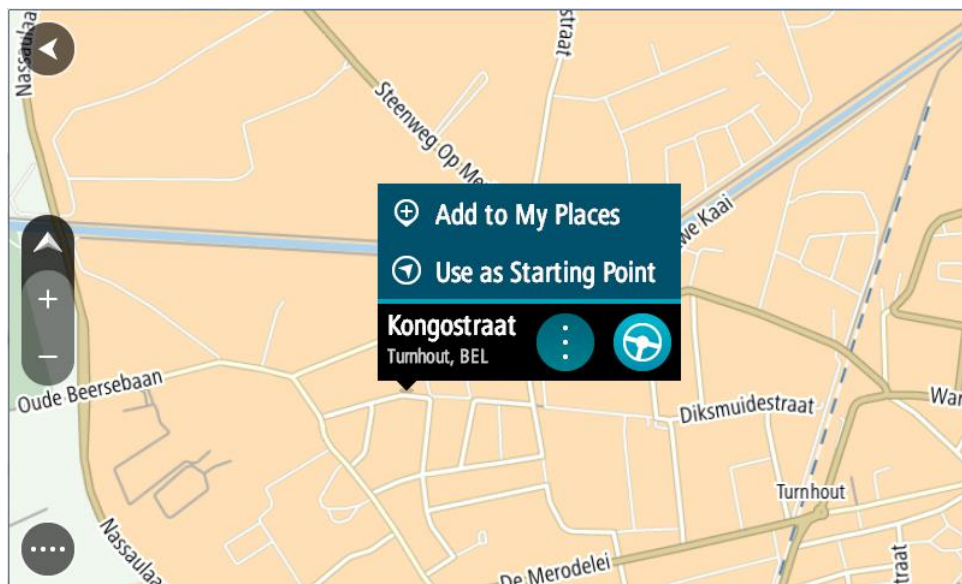 Nassaulaa
straat
Steenweg Op Me
Add to My Places
we Kaai
Use as Starting Point
Kongostraat
Turnhout, BEL
Oude Beersebaan
Diksmuidestraat
War
Turnhout
Nassaulaa
De Merodelei
straat